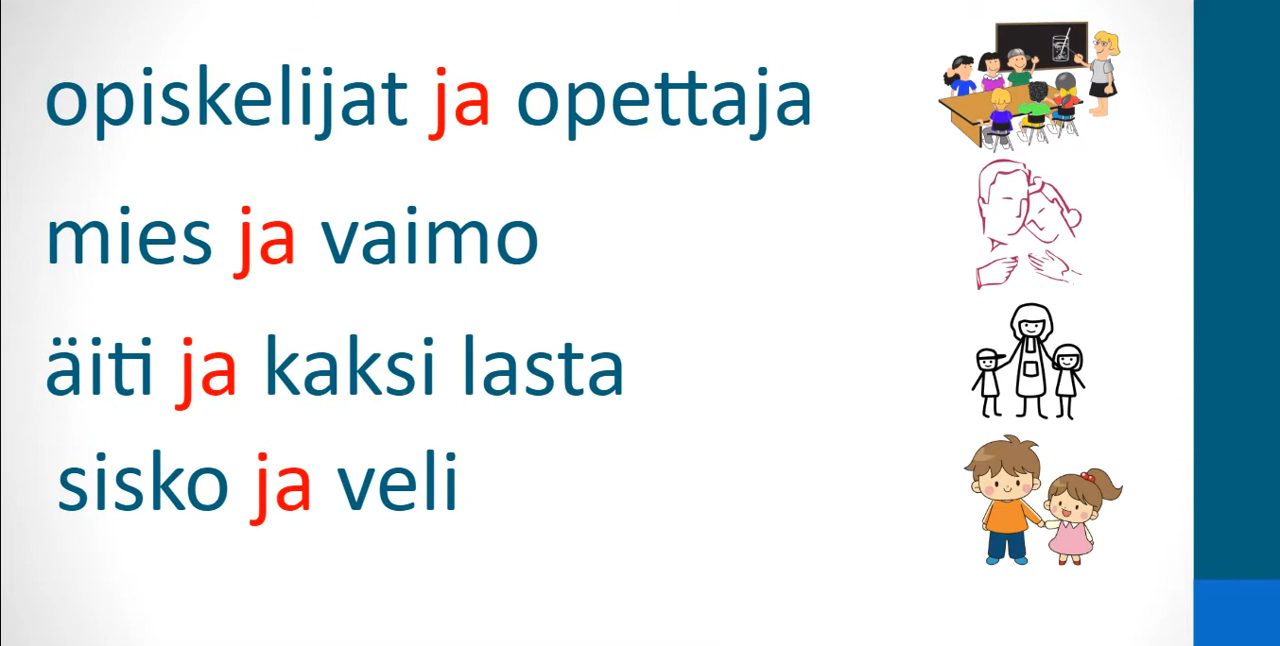 opiskelijat ja opettaja
mies ja vaimo
äiti ja kaksi lasta
sisko ja veli